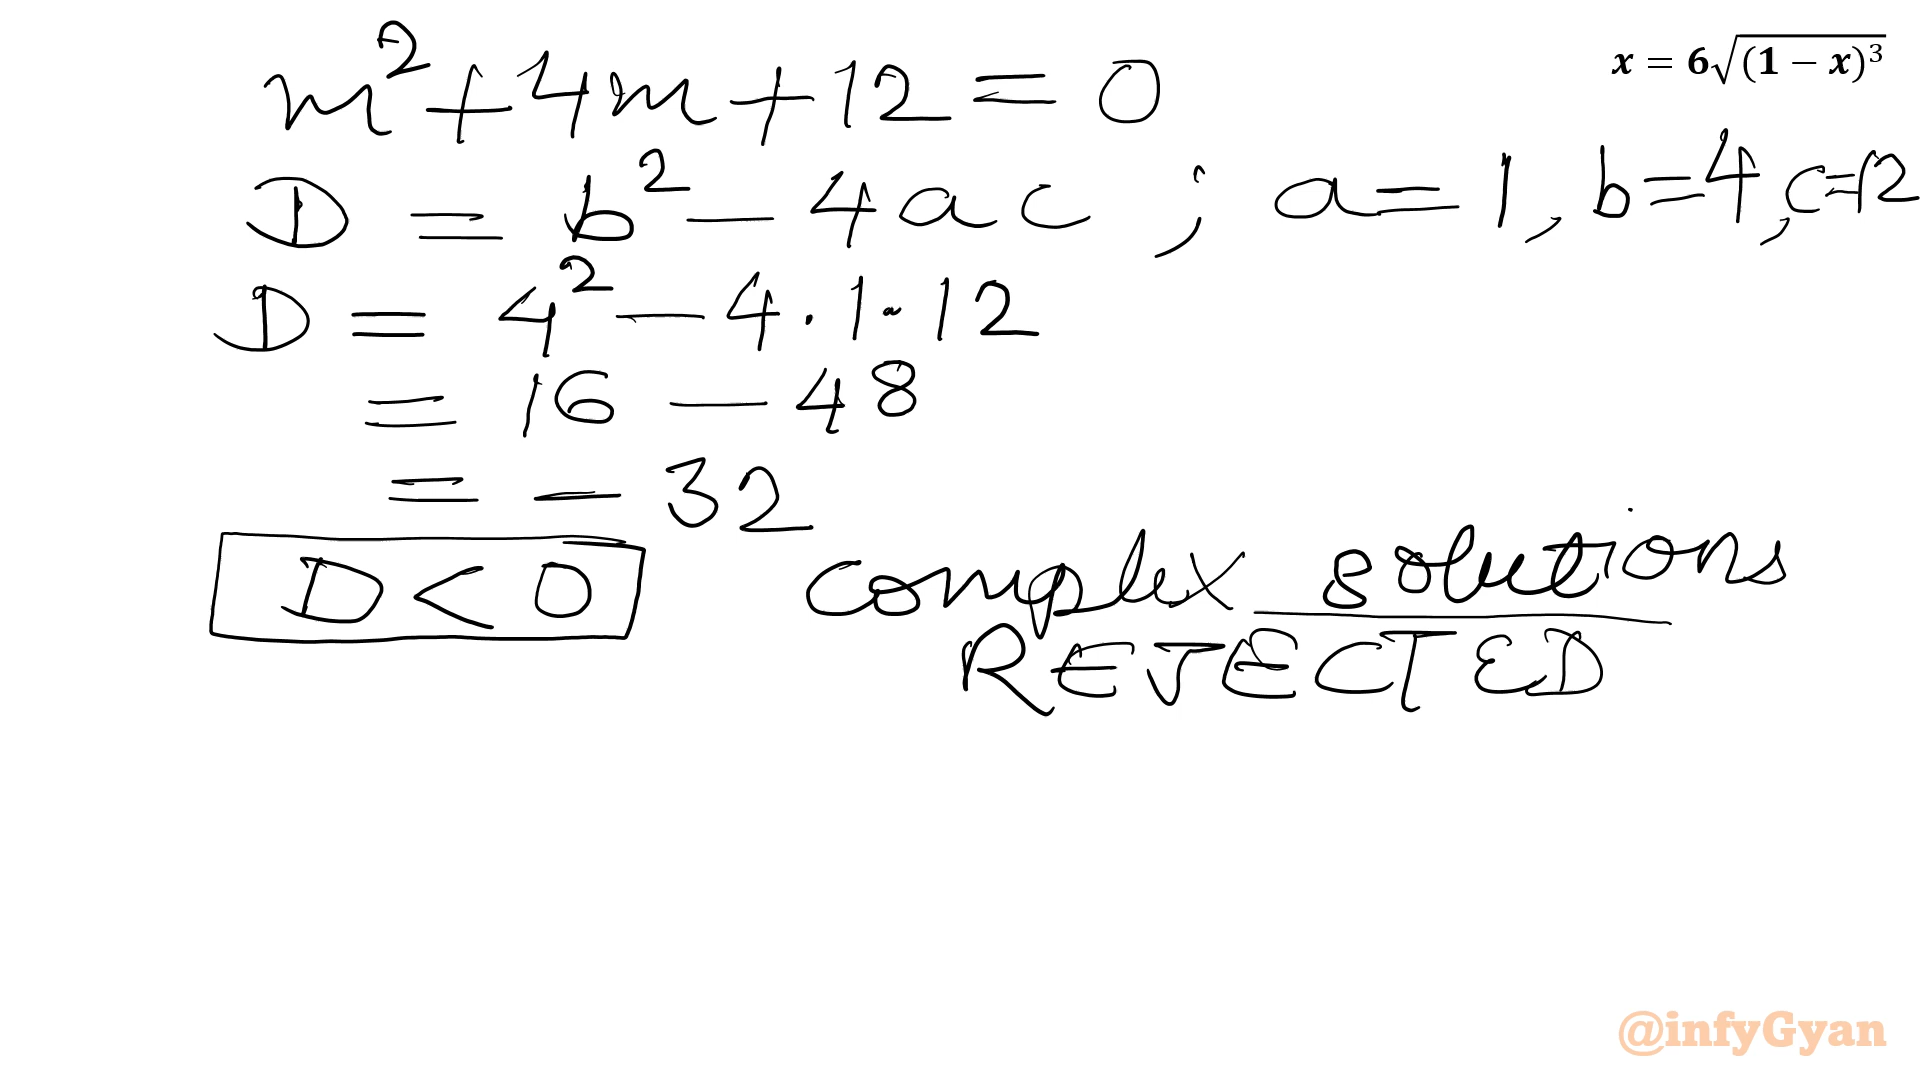 x = 6√(1 − x)³
m² + 4m + 12 = 0
D = b² − 4ac ; a = 1, b = 4, c = 12
D = 4² − 4 · 1 · 12
= 16 − 48
= − 32
D < 0 complex solutions
REJECTED
@infyGyan